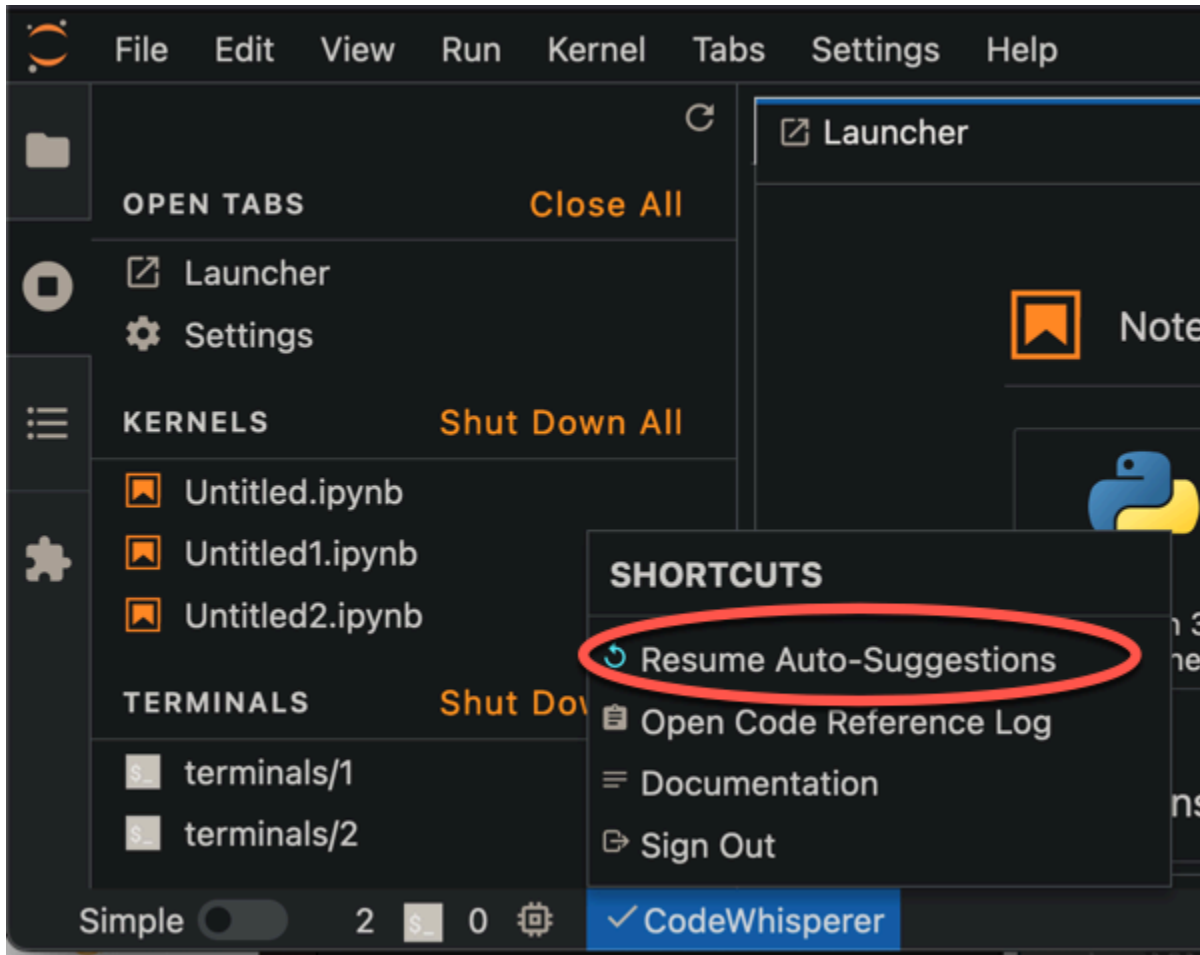 File Edit View Run Kernel Tabs Settings Help
Launcher
OPEN TABS Close All
Launcher
Settings
KERNELS Shut Down All
Untitled.ipynb
Untitled1.ipynb
Untitled2.ipynb
TERMINALS Shut
terminals/1
terminals/2
SHORTCUTS
Resume Auto-Suggestions
Open Code Reference Log
Documentation
Sign Out
Simple 2 $_ 0 CodeWhisperer